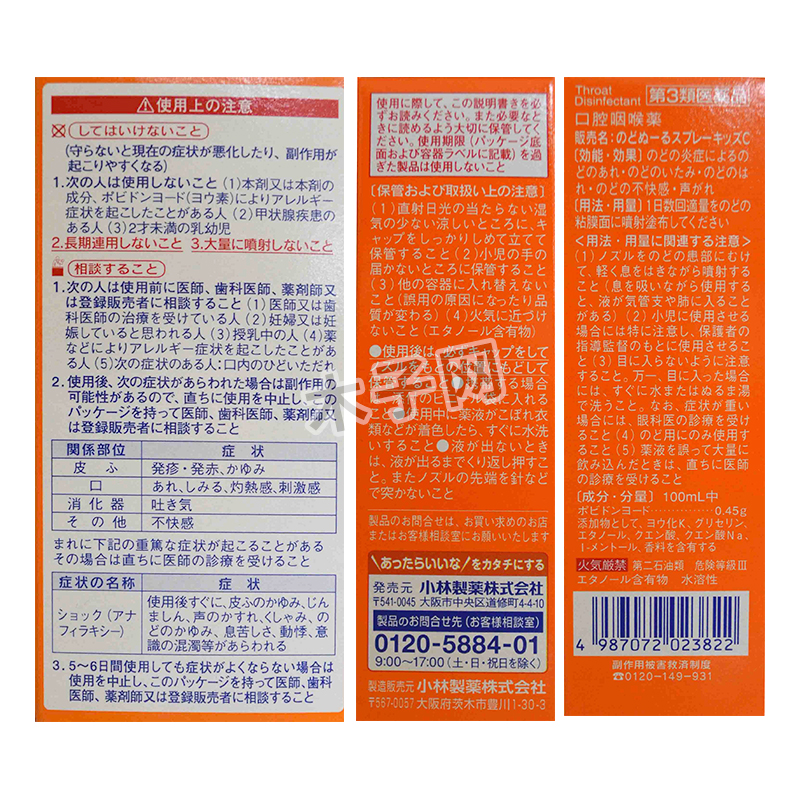 ⚠使用上の注意
してはいけないこと
(守らないと現在の症状が悪化したり、副作用が
起こりやすくなる)
1.次の人は使用しないこと (1)本剤又は本剤の
成分、ポビドンヨード(ヨウ素)によりアレルギー
症状を起こしたことがある人 (2)甲状腺疾患の
ある人 (3)2才未満の乳幼児
2.長期連用しないこと 3.大量に噴射しないこと
相談すること
1.次の人は使用前に医師、歯科医師、薬剤師又
は登録販売者に相談すること (1)医師又は歯
科医師の治療を受けている人 (2)妊婦又は妊
娠していると思われる人 (3)授乳中の人 (4)薬
などによりアレルギー症状を起こしたことがあ
る人 (5)次の症状のある人:口内のひどいただれ
2.使用後、次の症状があらわれた場合は副作用の
可能性があるので、直ちに使用を中止し、この
パッケージを持って医師、歯科医師、薬剤師又
は登録販売者に相談すること
関係部位 症状
皮ふ 発疹・発赤、かゆみ
口 あれ、しみる、灼熱感、刺激感
消化器 吐き気
その他 不快感
まれに下記の重篤な症状が起こることがある
その場合は直ちに医師の診療を受けること
症状の名称 症状
ショック(アナ
フィラキシー)
使用後すぐに、皮ふのかゆみ、じん
ましん、声のかすれ、くしゃみ、の
どのかゆみ、息苦しさ、動悸、意
識の混濁等があらわれる
3.5~6日間使用しても症状がよくならない場合は
使用を中止し、このパッケージを持って医師、歯科
医師、薬剤師又は登録販売者に相談すること
使用に際して、この説明書きを必
ずお読みください。また必要なと
きに読めるよう大切に保管してく
ださい。使用期限(パッケージ底
面および容器ラベルに記載)を過
ぎた製品は使用しないこと
〔保管および取扱い上の注意〕
(1)直射日光の当たらない湿
気の少ない涼しいところに、キ
ャップをしっかりしめて立てて
保管すること (2)小児の手の
届かないところに保管すること
(3)他の容器に入れ替えない
こと(誤用の原因になったり品
質が変わる) (4)火気に近づけ
ないこと(エタノール含有物)
●使用後は、必ずキャップをして
もどして
保管する
に入れる
使用中に薬液がこぼれ衣
類などが着色したら、すぐに水洗
いすること●液が出ないとき
は、液が出るまでくり返し押すこ
と。またノズルの先端を針など
で突かないこと
製品のお問合せは、お買い求めのお店
またはお客様相談室にお願いいたします
“あったらいいな”をカタチにする
発売元 小林製薬株式会社
〒541-0045 大阪市中央区道修町4-4-10
製品のお問合せ先(お客様相談室)
0120-5884-01
9:00~17:00(土・日・祝日を除く)
製造販売元 小林製薬株式会社
〒567-0057 大阪府茨木市豊川1-30-3
Throat
Disinfectant
第3類医薬品
口腔咽喉薬
販売名:のどぬーるスプレーキッズC
〔効能・効果〕のどの炎症によるの
どのあれ・のどのいたみ・のどのは
れ・のどの不快感・声がれ
〔用法・用量〕1日数回適量をのどの
粘膜面に噴射塗布してください
<用法・用量に関連する注意>
(1)ノズルをのどの患部にむけ
て、軽く息をはきながら噴射する
こと(息を吸いながら使用する
と、液が気管支や肺に入ること
がある) (2)小児に使用させる
場合には特に注意し、保護者の
指導監督のもとに使用させるこ
と (3)目に入らないように注意
すること。万一、目に入った場合
には、すぐに水またはぬるま湯
で洗うこと。なお、症状が重い
場合には、眼科医の診療を受け
ること (4)のど用にのみ使用す
ること (5)薬液を誤って大量に
飲み込んだときは、直ちに医師
の診療を受けること
〔成分・分量〕100mL中
ポビドンヨード……0.45g
添加物として、ヨウ化K、グリセリン、
エタノール、クエン酸、クエン酸Na、
l-メントール、香料を含有する
火気厳禁 第二石油類 危険等級Ⅲ
エタノール含有物 水溶性
4 987072 023822
副作用被害救済制度
☎0120-149-931
木子网